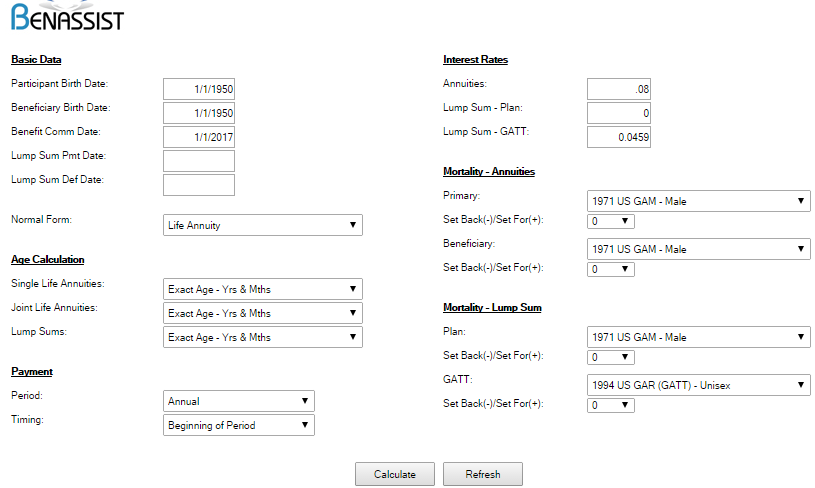 BENASSIST
Basic Data
Participant Birth Date: 1/1/1950
Beneficiary Birth Date: 1/1/1950
Benefit Comm Date: 1/1/2017
Lump Sum Pmt Date:
Lump Sum Def Date:
Normal Form: Life Annuity
Age Calculation
Single Life Annuities: Exact Age - Yrs & Mths
Joint Life Annuities: Exact Age - Yrs & Mths
Lump Sums: Exact Age - Yrs & Mths
Payment
Period: Annual
Timing: Beginning of Period
Interest Rates
Annuities: .08
Lump Sum - Plan: 0
Lump Sum - GATT: 0.0459
Mortality - Annuities
Primary: 1971 US GAM - Male
Set Back(-)/Set For(+): 0
Beneficiary: 1971 US GAM - Male
Set Back(-)/Set For(+): 0
Mortality - Lump Sum
Plan: 1971 US GAM - Male
Set Back(-)/Set For(+): 0
GATT: 1994 US GAR (GATT) - Unisex
Set Back(-)/Set For(+): 0
Calculate Refresh